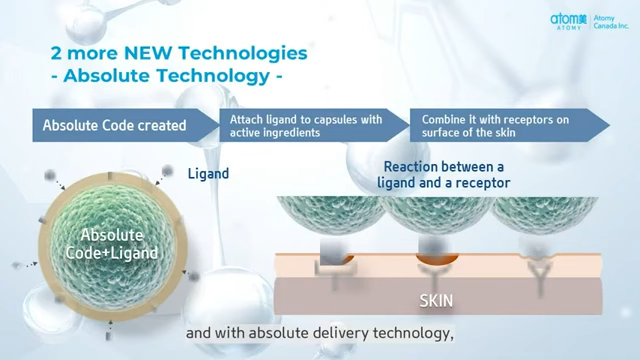 atom美
ATOMY
Atomy
Canada Inc.
2 more NEW Technologies
- Absolute Technology -
Absolute Code created
Attach ligand to capsules with
active ingredients
Combine it with receptors on
surface of the skin
Ligand
Reaction between a
ligand and a receptor
Absolute
Code+Ligand
SKIN
and with absolute delivery technology,